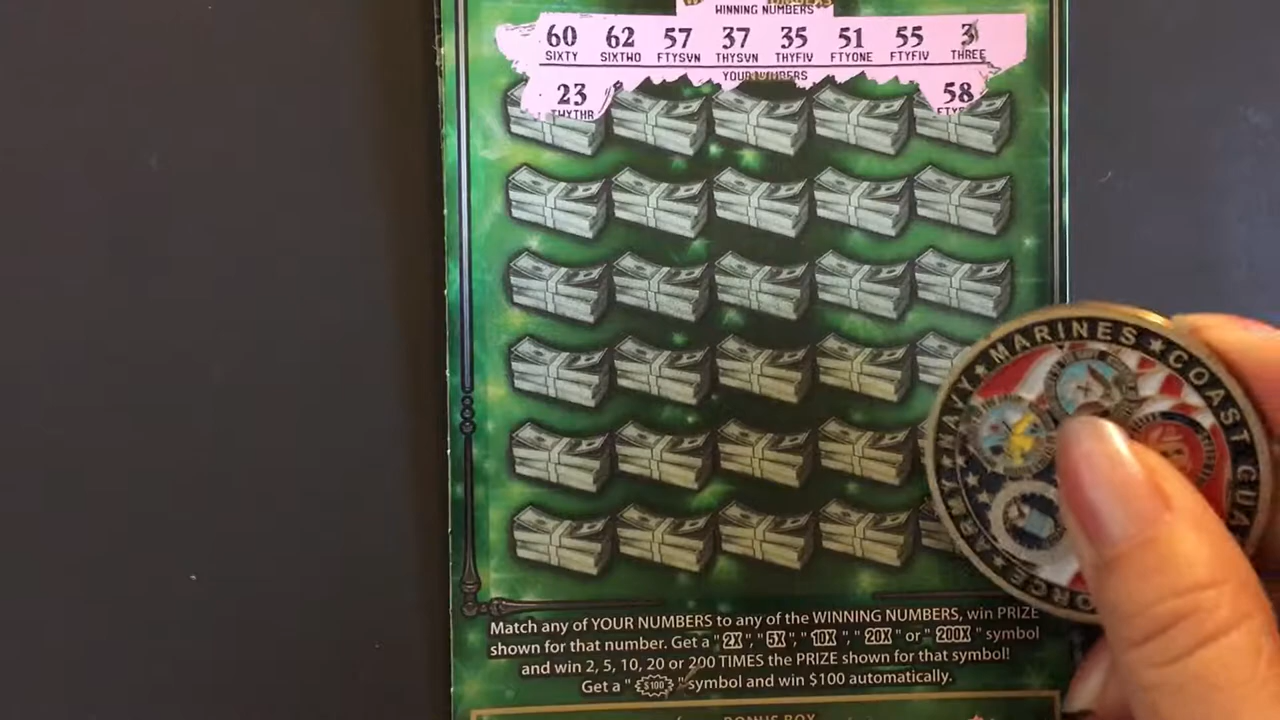 WINNING NUMBERS
60 62 57 37 35 51 55 3
SIXTY SIXTWO FTYSVN THYSVN THYFIV FTYONE FTYFIV THREE
YOUR NUMBERS
23 58
Match any of YOUR NUMBERS to any of the WINNING NUMBERS, win PRIZE
shown for that number. Get a "2X", "5X", "10X", "20X" or "200X" symbol
and win 2, 5, 10, 20 or 200 TIMES the PRIZE shown for that symbol!
Get a "$100" symbol and win $100 automatically.
BONUS BOX
ARMY ★ NAVY ★ MARINES ★ COAST GUA
ORCE